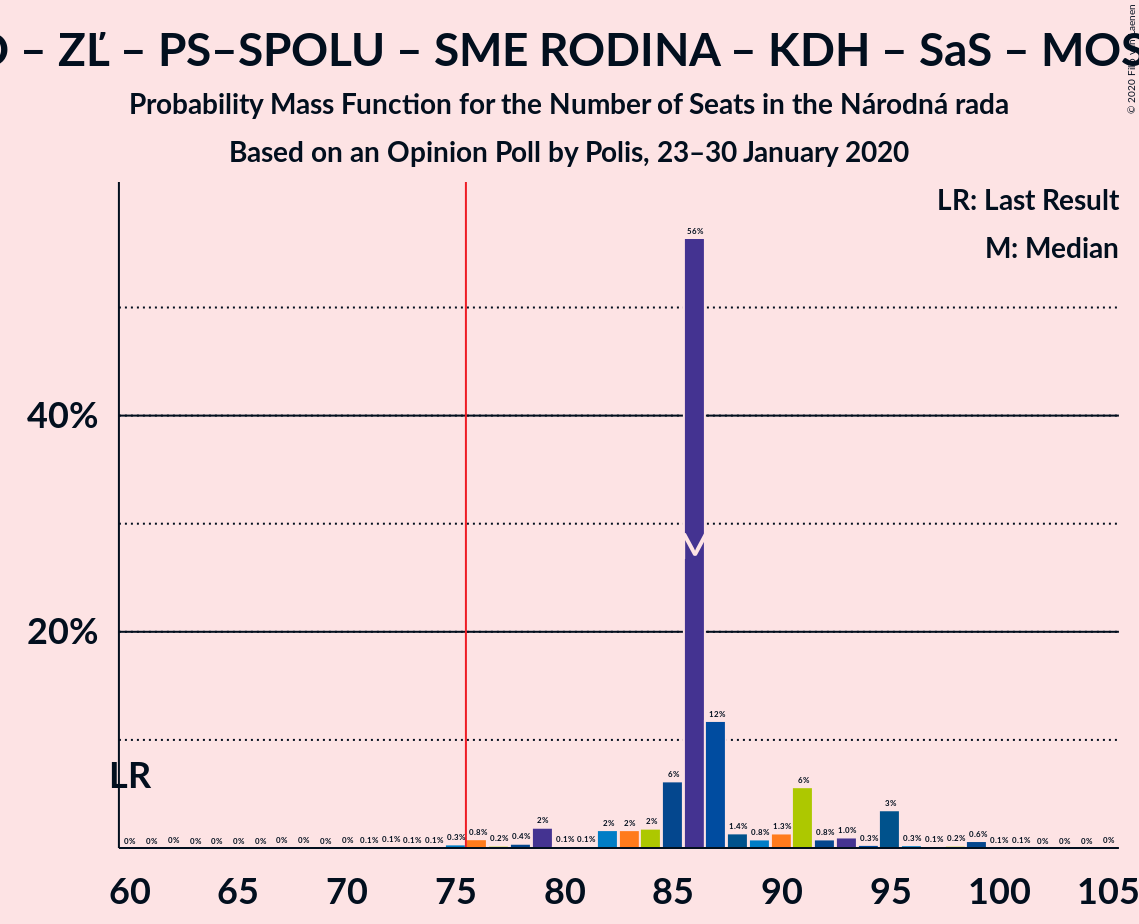 – ZĽ – PS–SPOLU – SME RODINA – KDH – SaS –
Probability Mass Function for the Number of Seats in the Národná rada
Based on an Opinion Poll by Polis, 23–30 January 2020
© 2020
LR: Last Result
M: Median
56%
40%
20%
12%
LR
6%
6%
3%
0% 0% 0% 0% 0% 0% 0% 0% 0% 0% 0% 0.1% 0.1% 0.1% 0.1% 0.3% 0.8% 0.2% 0.4% 2% 0.1% 0.1% 2% 2% 2% 1.4% 0.8% 1.3% 0.8% 1.0% 0.3% 0.3% 0.1% 0.2% 0.6% 0.1% 0.1% 0% 0% 0% 0%
60 65 70 75 80 85 90 95 100 105